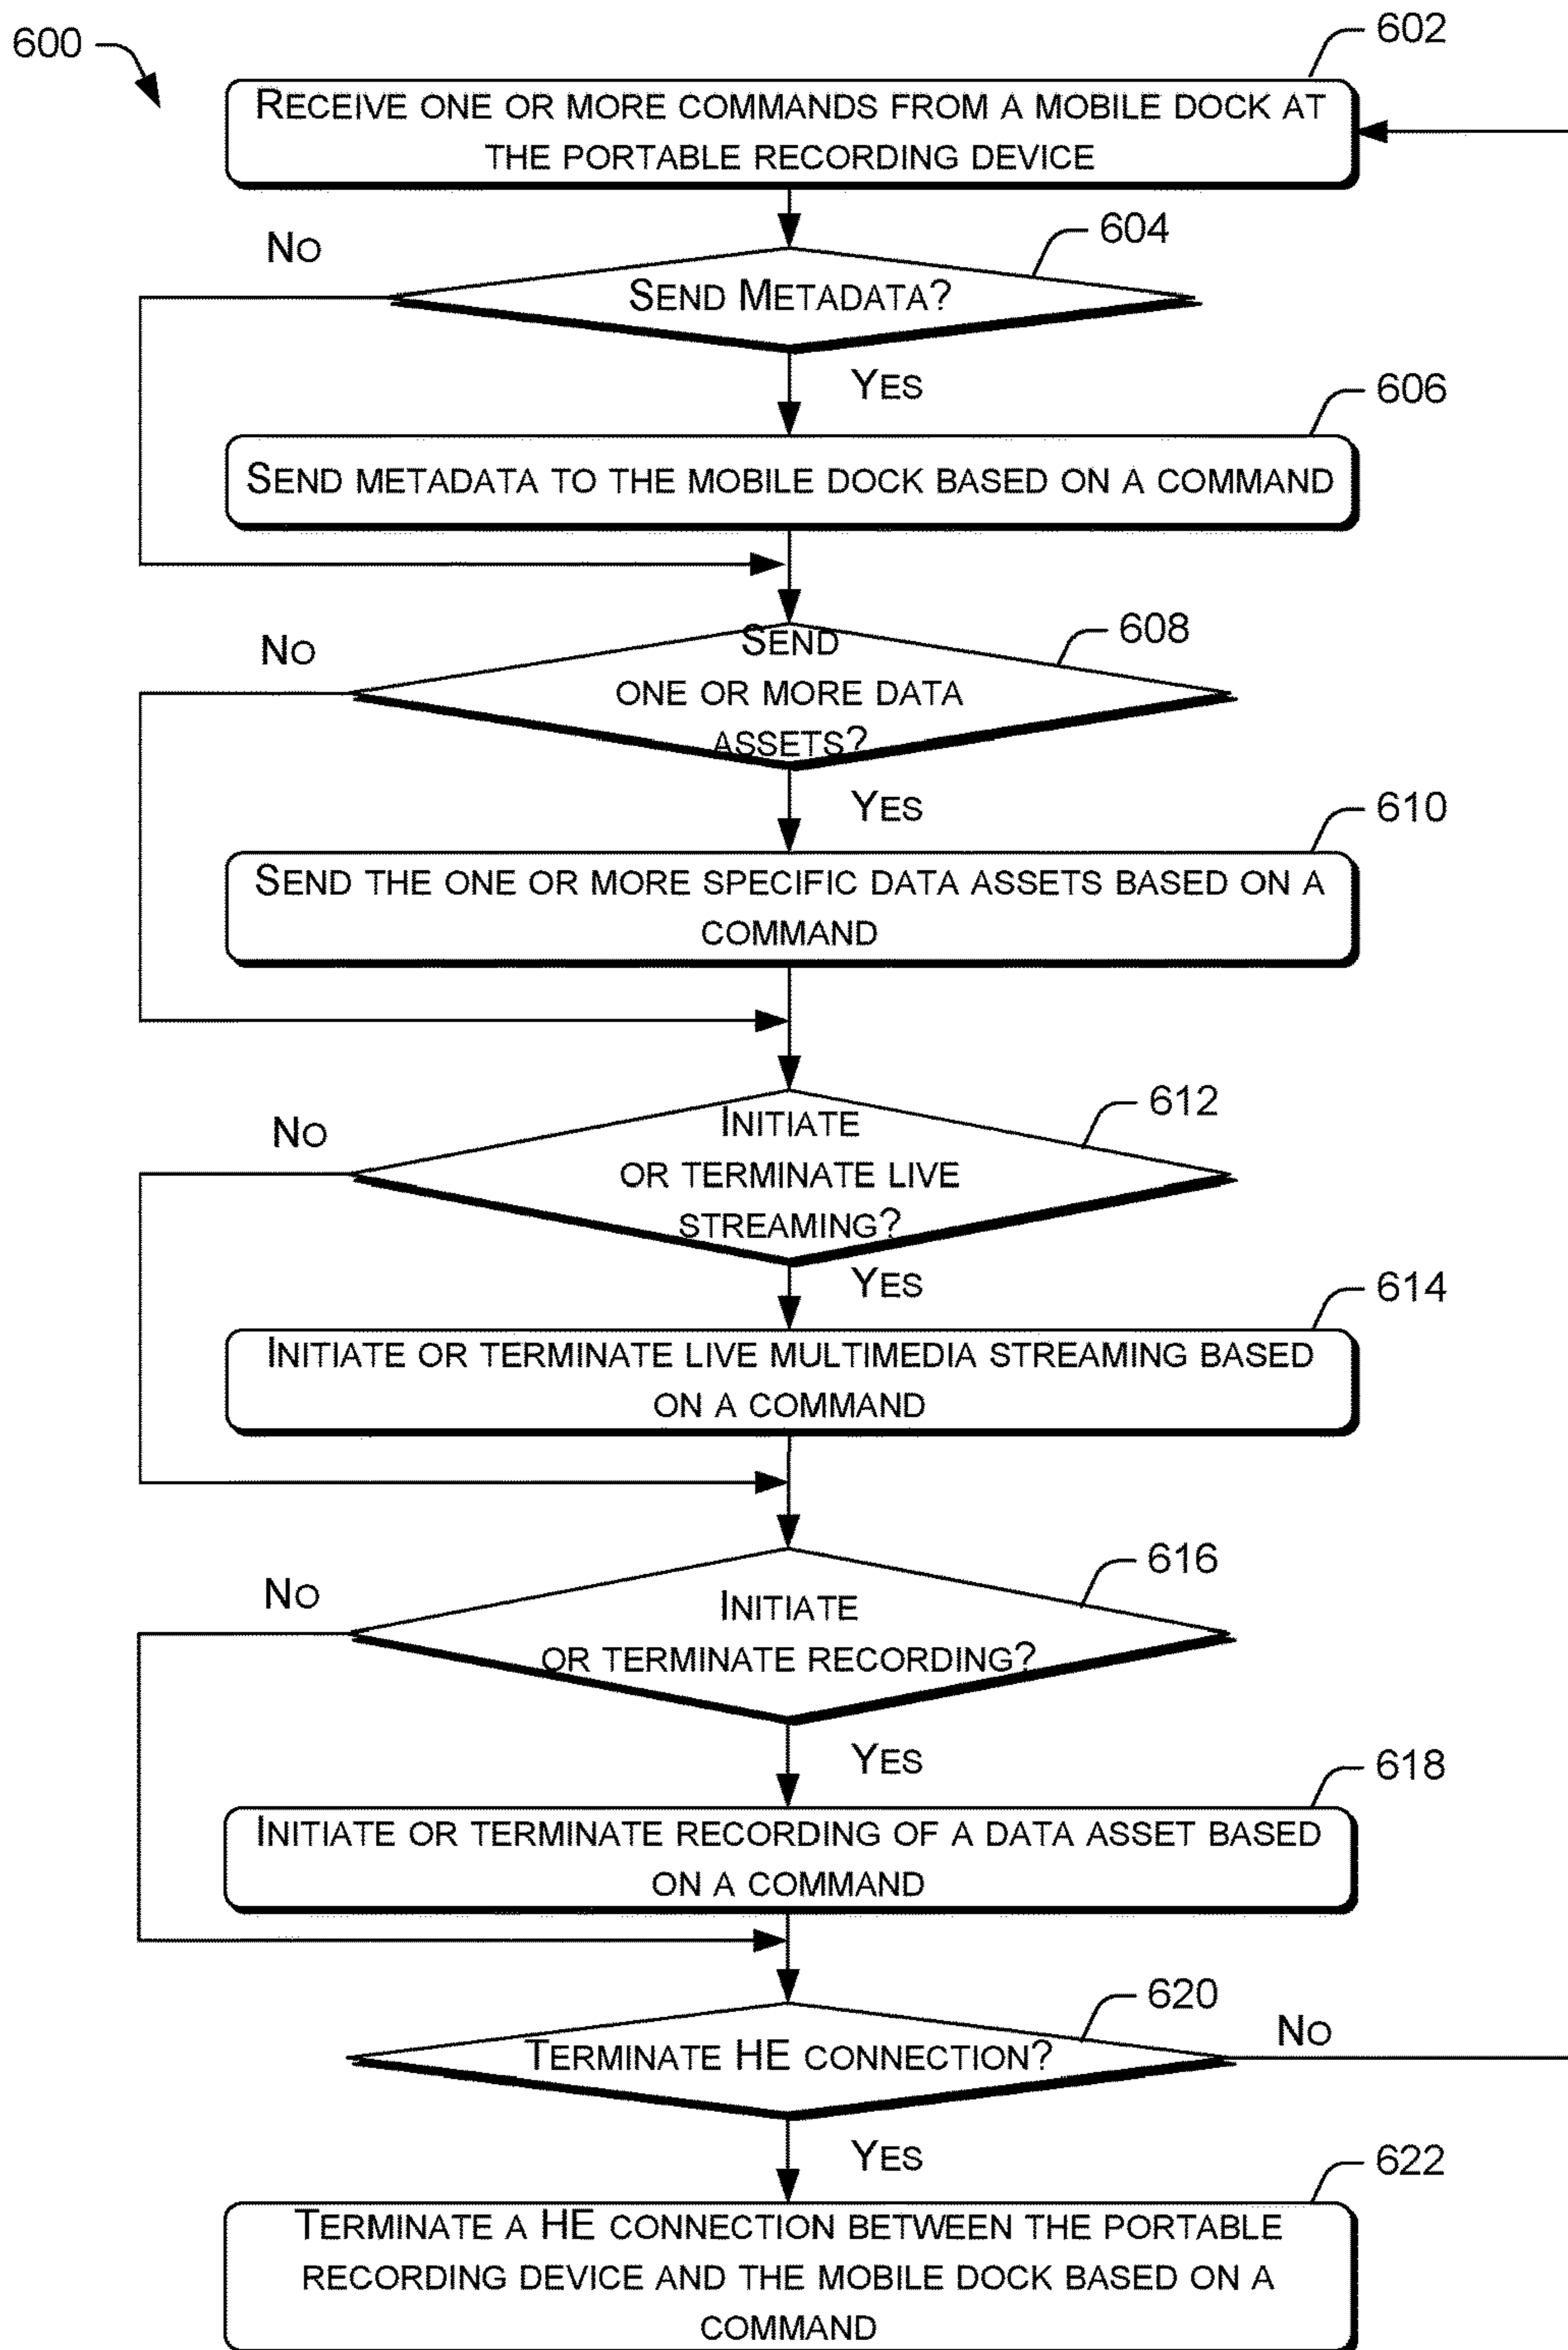 600
602
RECEIVE ONE OR MORE COMMANDS FROM A MOBILE DOCK AT
THE PORTABLE RECORDING DEVICE
604
NO
SEND METADATA?
YES
606
SEND METADATA TO THE MOBILE DOCK BASED ON A COMMAND
608
NO
SEND
ONE OR MORE DATA
ASSETS?
YES
610
SEND THE ONE OR MORE SPECIFIC DATA ASSETS BASED ON A
COMMAND
612
NO
INITIATE
OR TERMINATE LIVE
STREAMING?
YES
614
INITIATE OR TERMINATE LIVE MULTIMEDIA STREAMING BASED
ON A COMMAND
616
NO
INITIATE
OR TERMINATE RECORDING?
YES
618
INITIATE OR TERMINATE RECORDING OF A DATA ASSET BASED
ON A COMMAND
620
NO
TERMINATE HE CONNECTION?
YES
622
TERMINATE A HE CONNECTION BETWEEN THE PORTABLE
RECORDING DEVICE AND THE MOBILE DOCK BASED ON A
COMMAND